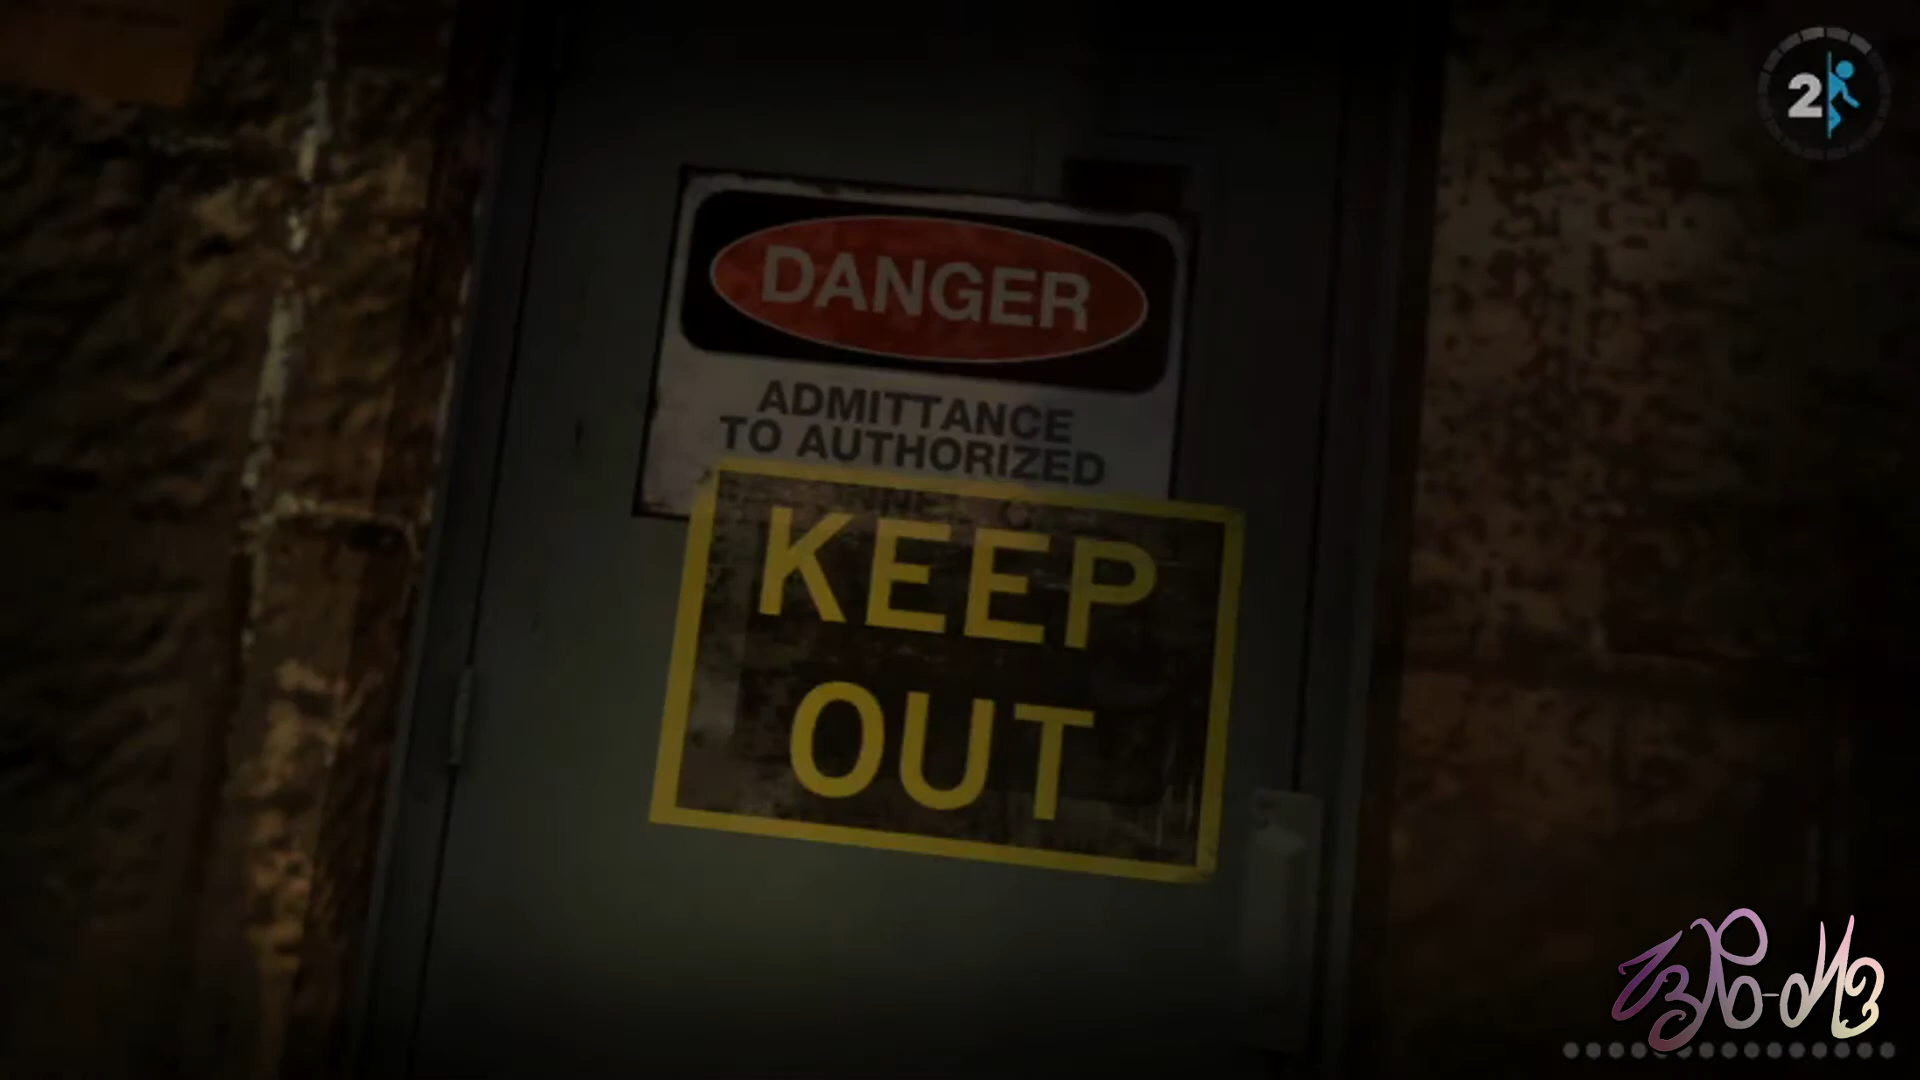 2
DANGER
ADMITTANCE
TO AUTHORIZED
KEEP
OUT